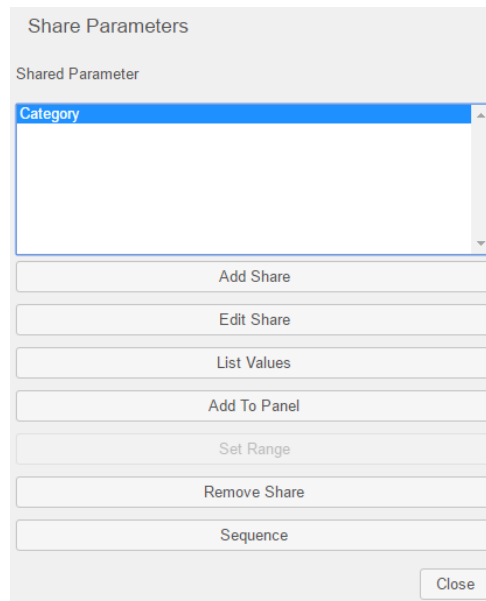 Share Parameters
Shared Parameter
Category
Add Share
Edit Share
List Values
Add To Panel
Set Range
Remove Share
Sequence
Close